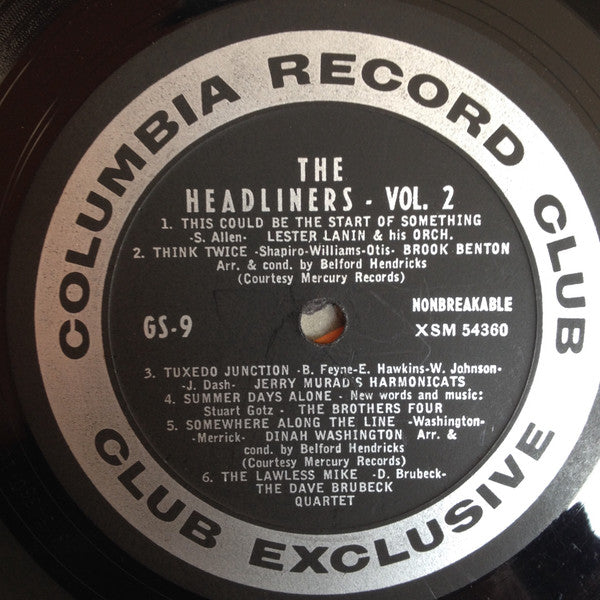 COLUMBIA RECORD CLUB
THE
HEADLINERS - VOL. 2
1. THIS COULD BE THE START OF SOMETHING
-S. Allen- LESTER LANIN & his ORCH.
2. THINK TWICE -Shapiro-Williams-Otis- BROOK BENTON
Arr. & cond. by Belford Hendricks
(Courtesy Mercury Records)
GS-9
NONBREAKABLE
XSM 54360
3. TUXEDO JUNCTION -B. Feyne-E. Hawkins-W. Johnson-
-J. Dash- JERRY MURAD'S HARMONICATS
4. SUMMER DAYS ALONE - New words and music:
Stuart Gotz - THE BROTHERS FOUR
5. SOMEWHERE ALONG THE LINE -Washington-
-Merrick- DINAH WASHINGTON Arr. &
cond. by Belford Hendricks
(Courtesy Mercury Records)
6. THE LAWLESS MIKE -D. Brubeck-
THE DAVE BRUBECK
QUARTET
CLUB EXCLUSIVE